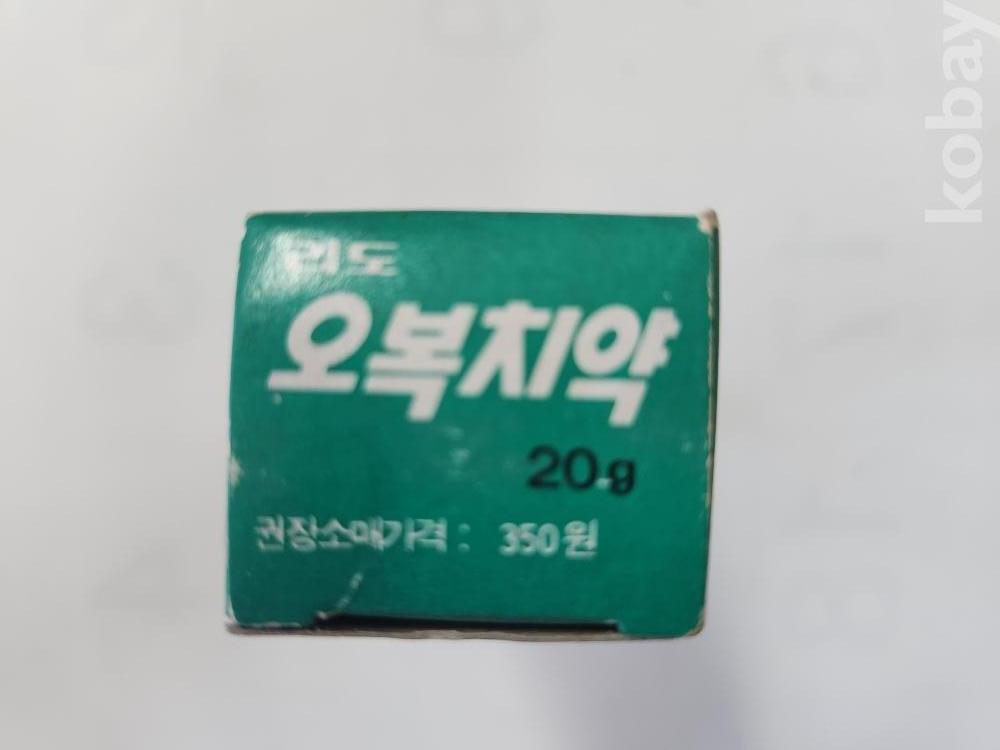 오복치약
20g
권장소매가격 : 350원
kobay